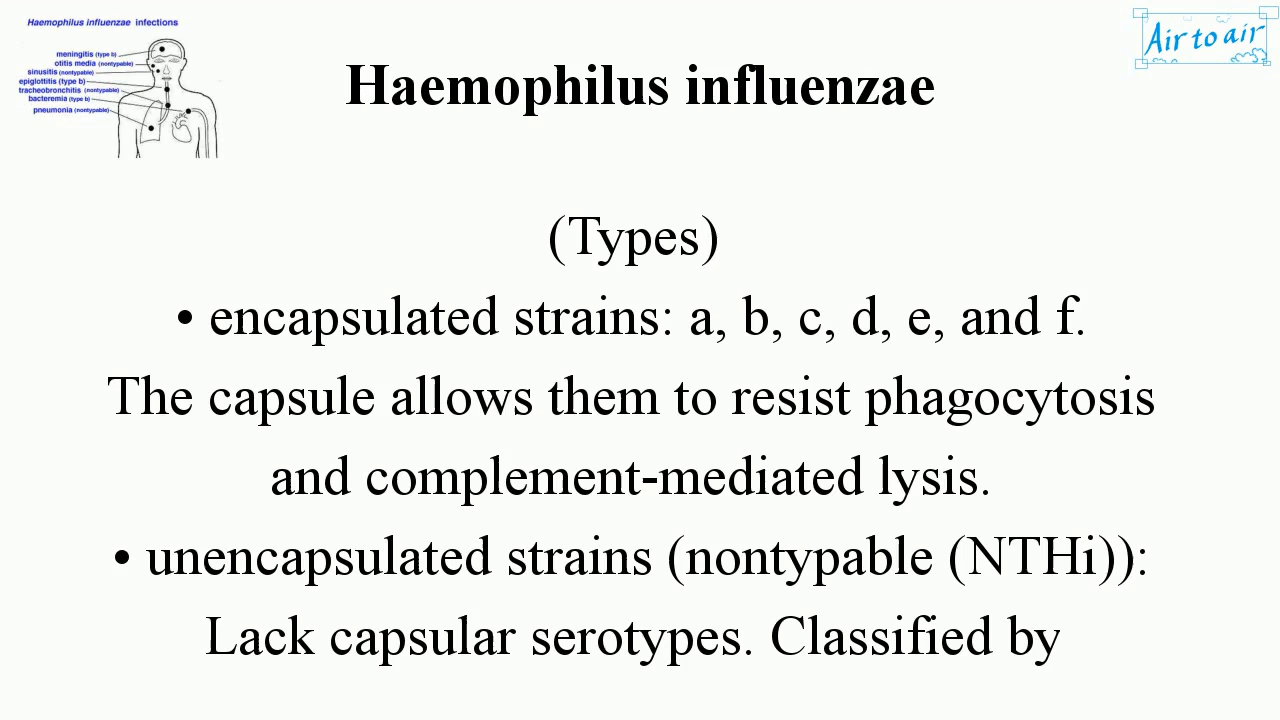 Haemophilus influenzae infections
meningitis (type b)
otitis media (nontypable)
sinusitis (nontypable)
epiglottitis (type b)
tracheobronchitis (nontypable)
bacteremia (type b)
pneumonia (nontypable)
Air to air
Haemophilus influenzae
(Types)
• encapsulated strains: a, b, c, d, e, and f.
The capsule allows them to resist phagocytosis
and complement-mediated lysis.
• unencapsulated strains (nontypable (NTHi)):
Lack capsular serotypes. Classified by